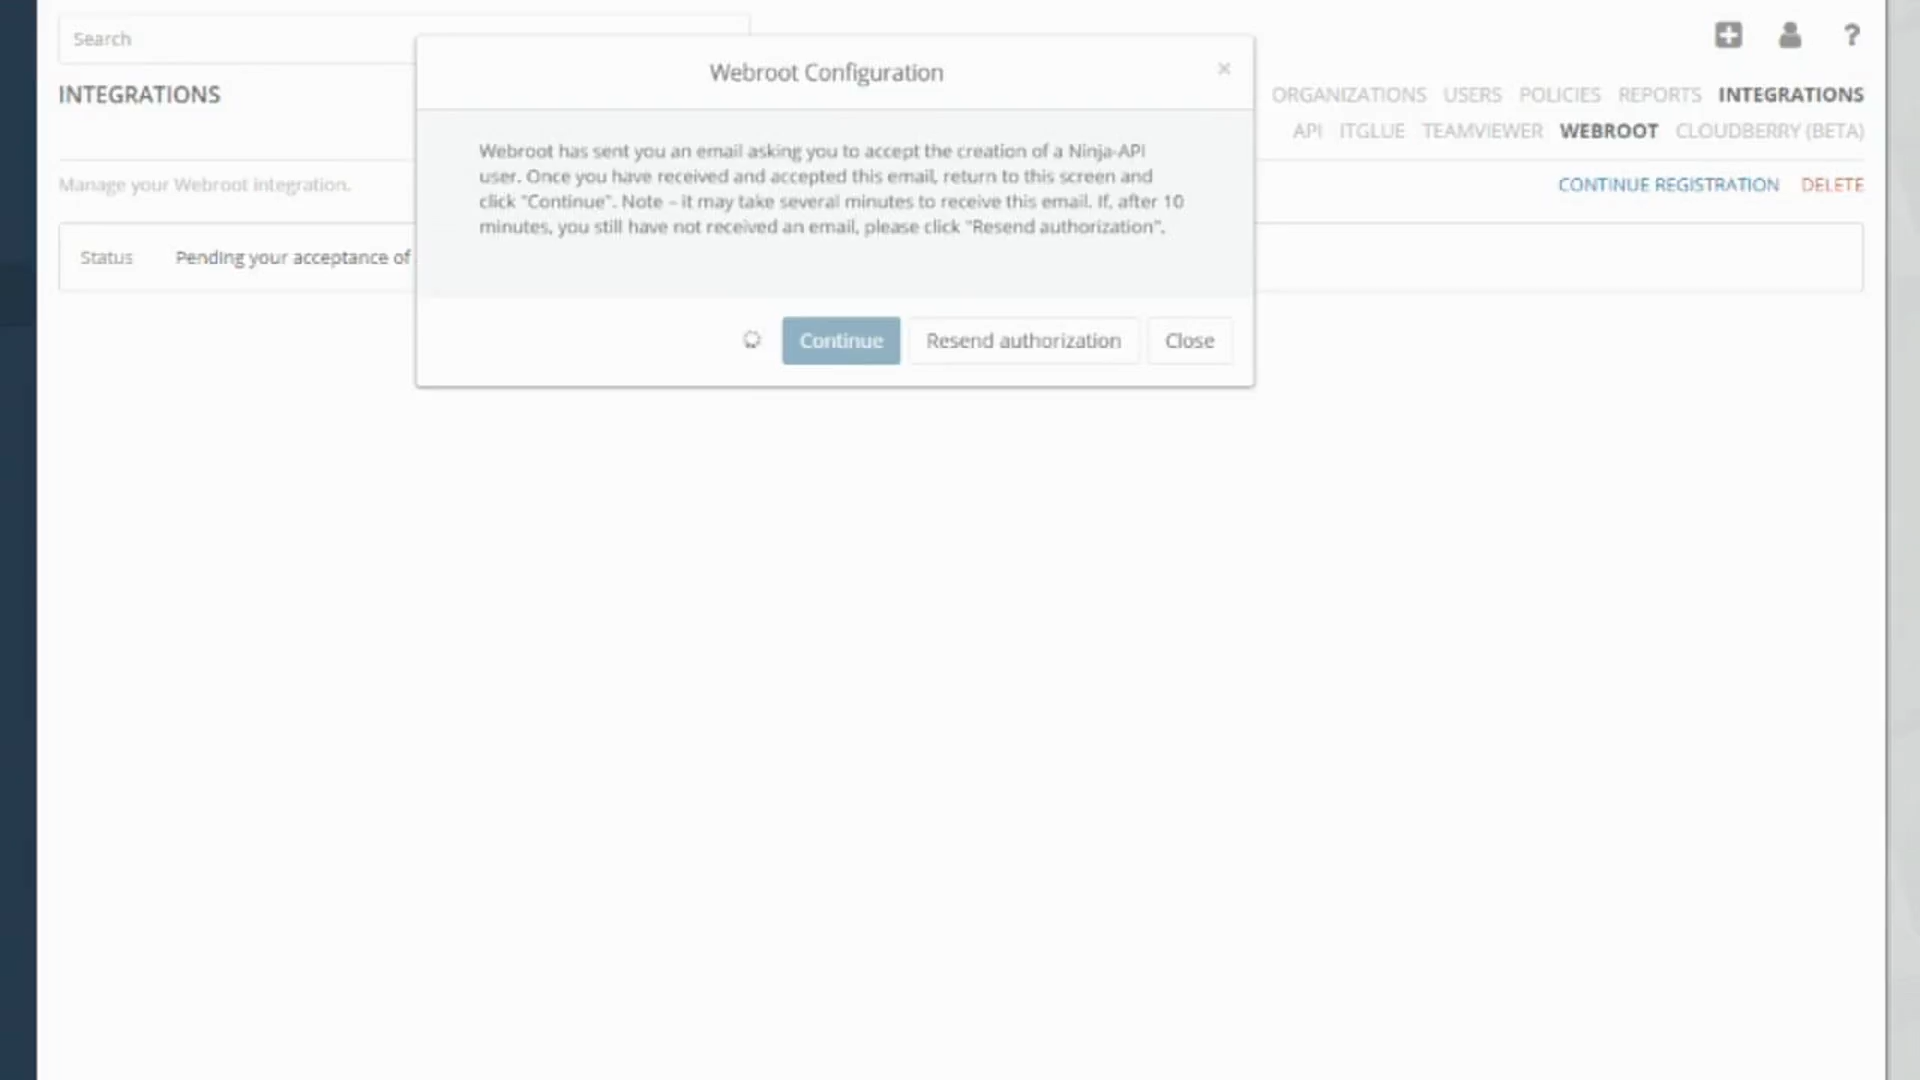 Search
?
INTEGRATIONS
ORGANIZATIONS USERS POLICIES REPORTS INTEGRATIONS
API ITGLUE TEAMVIEWER WEBROOT CLOUDBERRY (BETA)
Manage your Webroot integration.
CONTINUE REGISTRATION DELETE
Status Pending your acceptance of
Webroot Configuration ×
Webroot has sent you an email asking you to accept the creation of a Ninja-API
user. Once you have received and accepted this email, return to this screen and
click "Continue". Note - it may take several minutes to receive this email. If, after 10
minutes, you still have not received an email, please click "Resend authorization".
Continue Resend authorization Close